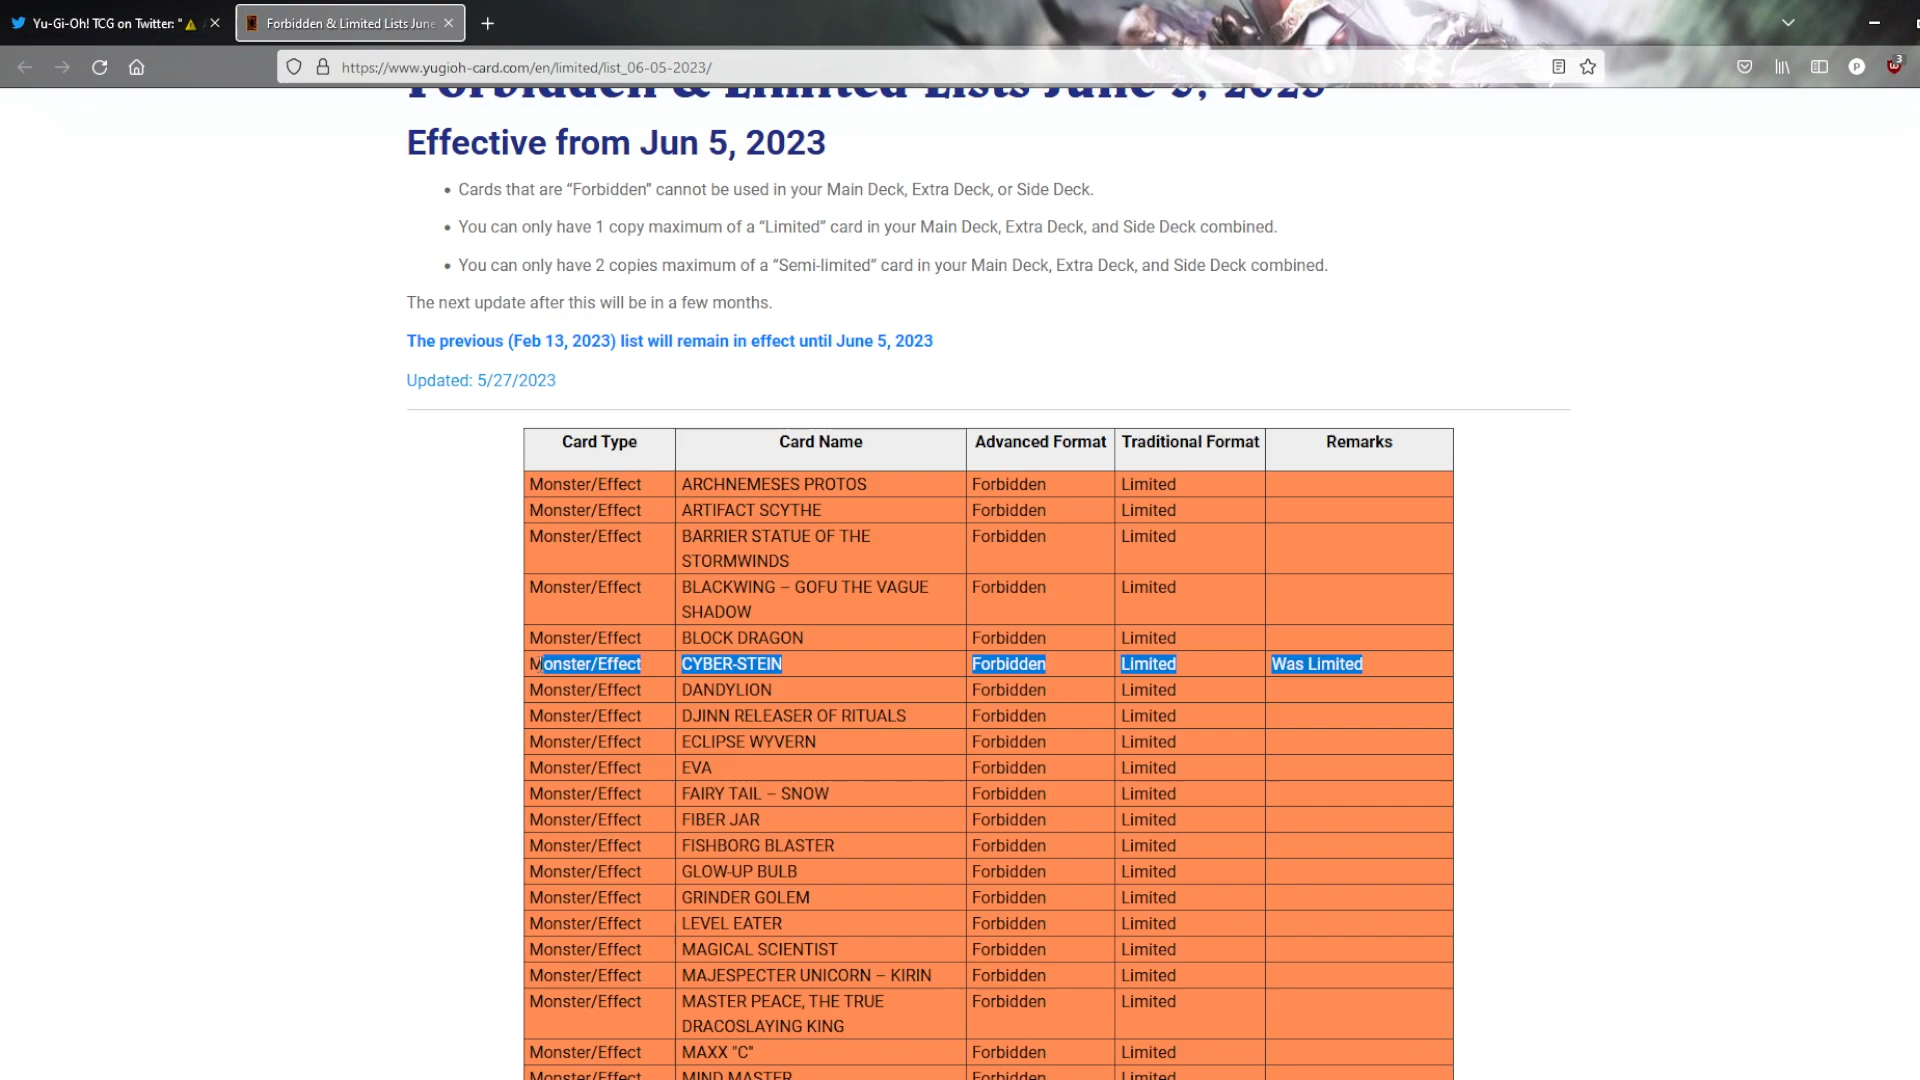 Yu-Gi-Oh! TCG on Twitter: "⚠
Forbidden & Limited Lists June
https://www.yugioh-card.com/en/limited/list_06-05-2023/
P
3
Forbidden & Limited Lists June 5, 2023
Effective from Jun 5, 2023
• Cards that are “Forbidden” cannot be used in your Main Deck, Extra Deck, or Side Deck.
• You can only have 1 copy maximum of a “Limited” card in your Main Deck, Extra Deck, and Side Deck combined.
• You can only have 2 copies maximum of a “Semi-limited” card in your Main Deck, Extra Deck, and Side Deck combined.
The next update after this will be in a few months.
The previous (Feb 13, 2023) list will remain in effect until June 5, 2023
Updated: 5/27/2023
Card Type Card Name Advanced Format Traditional Format Remarks
Monster/Effect ARCHNEMESES PROTOS Forbidden Limited
Monster/Effect ARTIFACT SCYTHE Forbidden Limited
Monster/Effect BARRIER STATUE OF THE Forbidden Limited
STORMWINDS
Monster/Effect BLACKWING – GOFU THE VAGUE Forbidden Limited
SHADOW
Monster/Effect BLOCK DRAGON Forbidden Limited
Monster/Effect CYBER-STEIN Forbidden Limited Was Limited
Monster/Effect DANDYLION Forbidden Limited
Monster/Effect DJINN RELEASER OF RITUALS Forbidden Limited
Monster/Effect ECLIPSE WYVERN Forbidden Limited
Monster/Effect EVA Forbidden Limited
Monster/Effect FAIRY TAIL – SNOW Forbidden Limited
Monster/Effect FIBER JAR Forbidden Limited
Monster/Effect FISHBORG BLASTER Forbidden Limited
Monster/Effect GLOW-UP BULB Forbidden Limited
Monster/Effect GRINDER GOLEM Forbidden Limited
Monster/Effect LEVEL EATER Forbidden Limited
Monster/Effect MAGICAL SCIENTIST Forbidden Limited
Monster/Effect MAJESPECTER UNICORN – KIRIN Forbidden Limited
Monster/Effect MASTER PEACE, THE TRUE Forbidden Limited
DRACOSLAYING KING
Monster/Effect MAXX "C" Forbidden Limited
Monster/Effect MIND MASTER Forbidden Limited